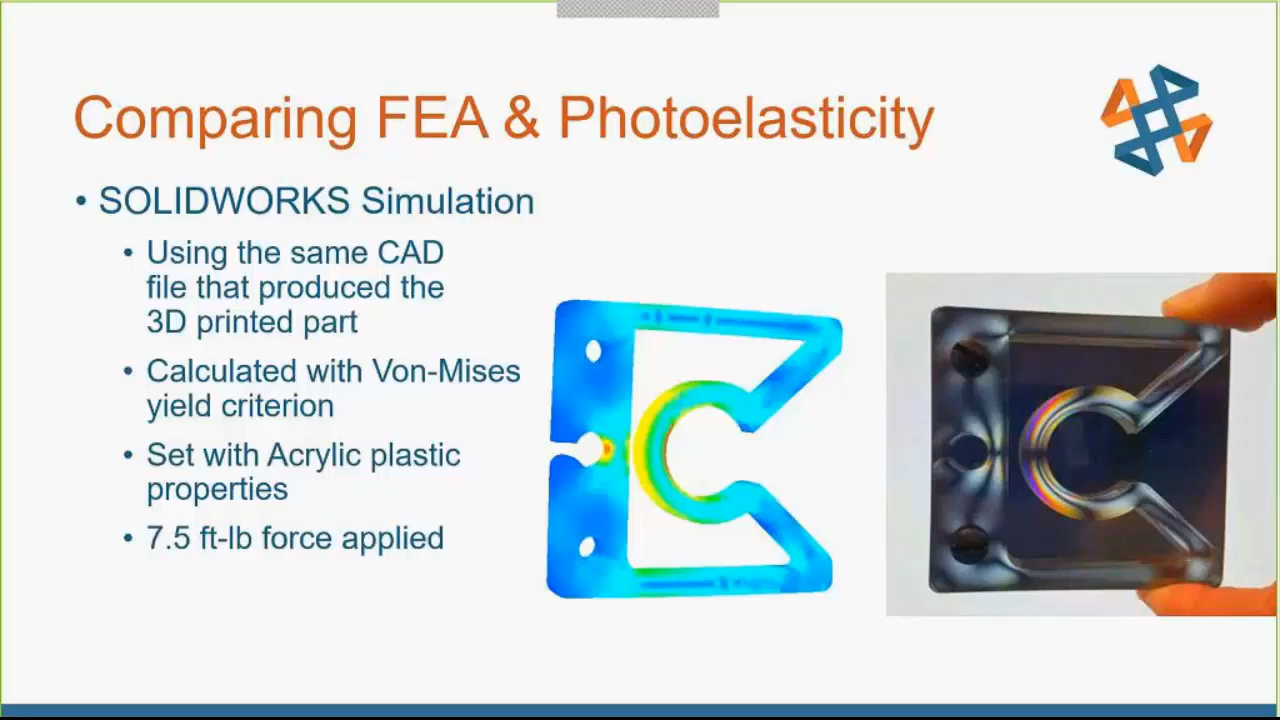 Comparing FEA & Photoelasticity
• SOLIDWORKS Simulation
• Using the same CAD
file that produced the
3D printed part
• Calculated with Von-Mises
yield criterion
• Set with Acrylic plastic
properties
• 7.5 ft-lb force applied